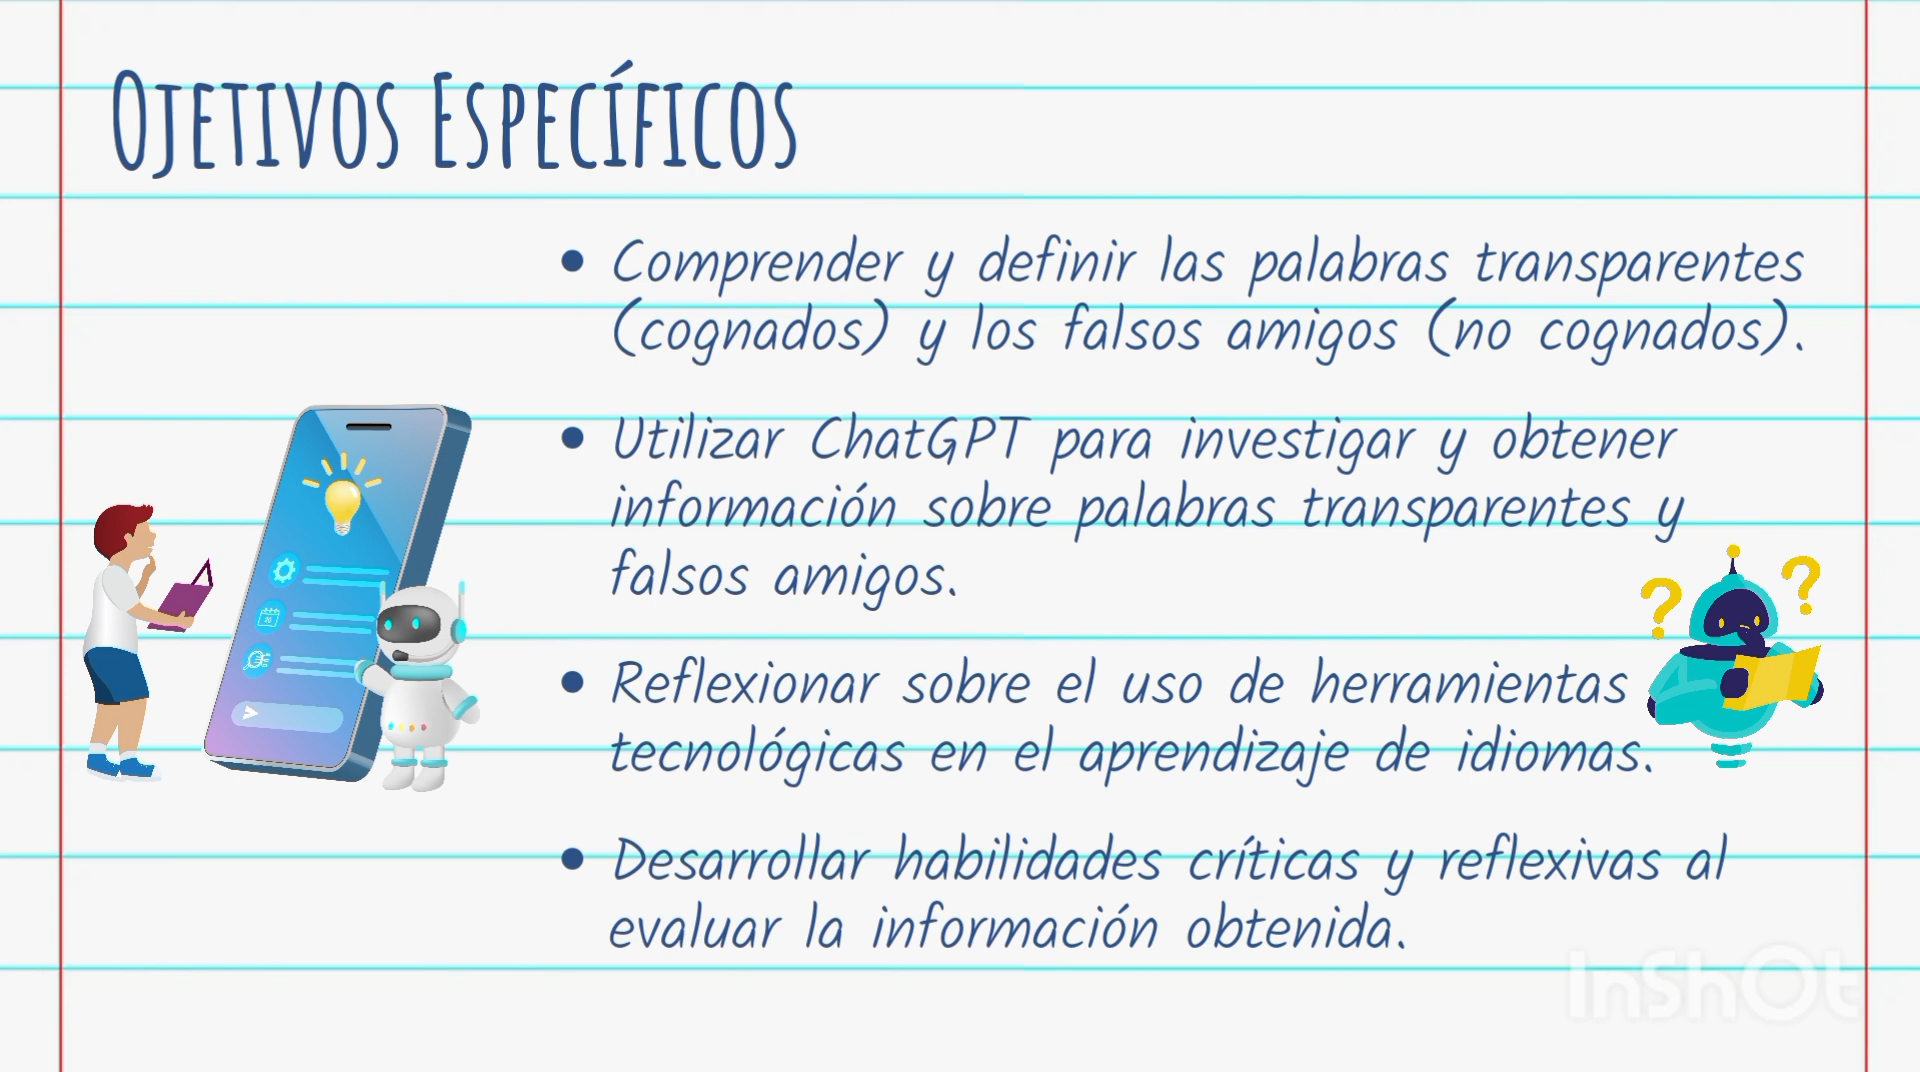 Ojetivos Específicos
• Comprender y definir las palabras transparentes
(cognados) y los falsos amigos (no cognados).
• Utilizar ChatGPT para investigar y obtener
información sobre palabras transparentes y
falsos amigos.
• Reflexionar sobre el uso de herramientas
tecnológicas en el aprendizaje de idiomas.
• Desarrollar habilidades críticas y reflexivas al
evaluar la información obtenida.
InShOt